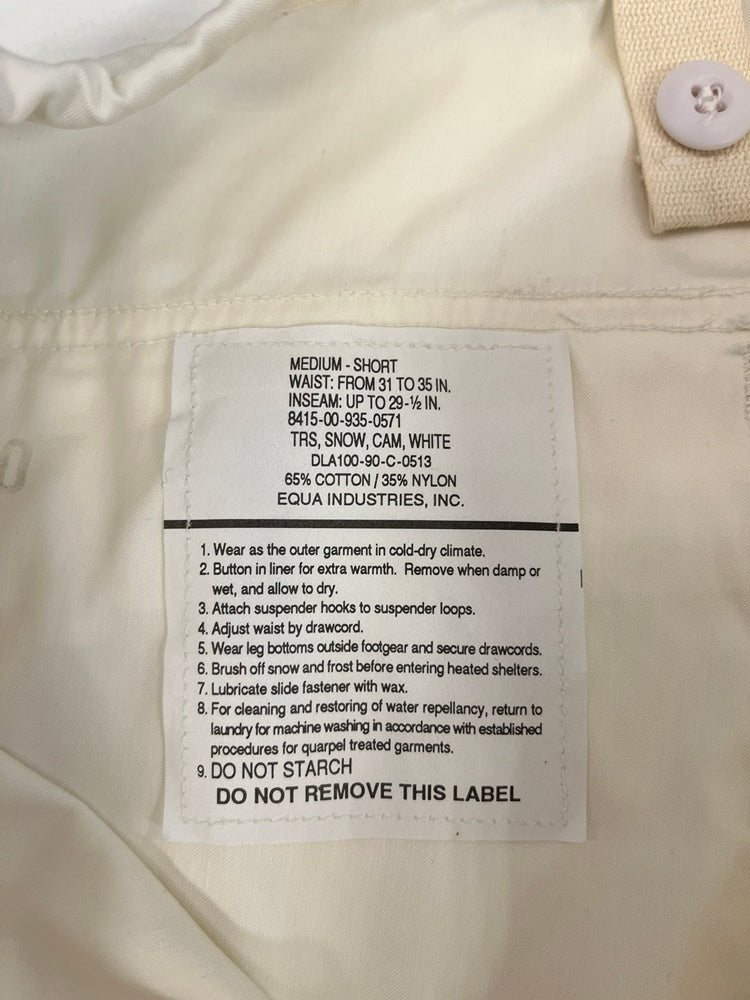 MEDIUM - SHORT
WAIST: FROM 31 TO 35 IN.
INSEAM: UP TO 29-½ IN.
8415-00-935-0571
TRS, SNOW, CAM, WHITE
DLA100-90-C-0513
65% COTTON / 35% NYLON
EQUA INDUSTRIES, INC.
1. Wear as the outer garment in cold-dry climate.
2. Button in liner for extra warmth. Remove when damp or
wet, and allow to dry.
3. Attach suspender hooks to suspender loops.
4. Adjust waist by drawcord.
5. Wear leg bottoms outside footgear and secure drawcords.
6. Brush off snow and frost before entering heated shelters.
7. Lubricate slide fastener with wax.
8. For cleaning and restoring of water repellancy, return to
laundry for machine washing in accordance with established
procedures for quarpel treated garments.
9. DO NOT STARCH
DO NOT REMOVE THIS LABEL